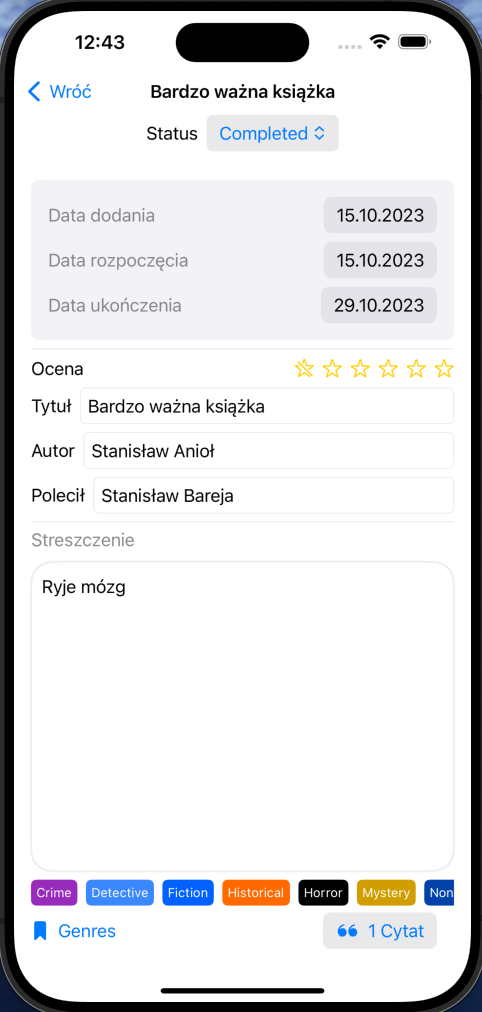 12:43
Wróć Bardzo ważna książka
Status Completed
Data dodania 15.10.2023
Data rozpoczęcia 15.10.2023
Data ukończenia 29.10.2023
Ocena
Tytuł Bardzo ważna książka
Autor Stanisław Anioł
Polecił Stanisław Bareja
Streszczenie
Ryje mózg
Crime Detective Fiction Historical Horror Mystery Non
Genres 1 Cytat